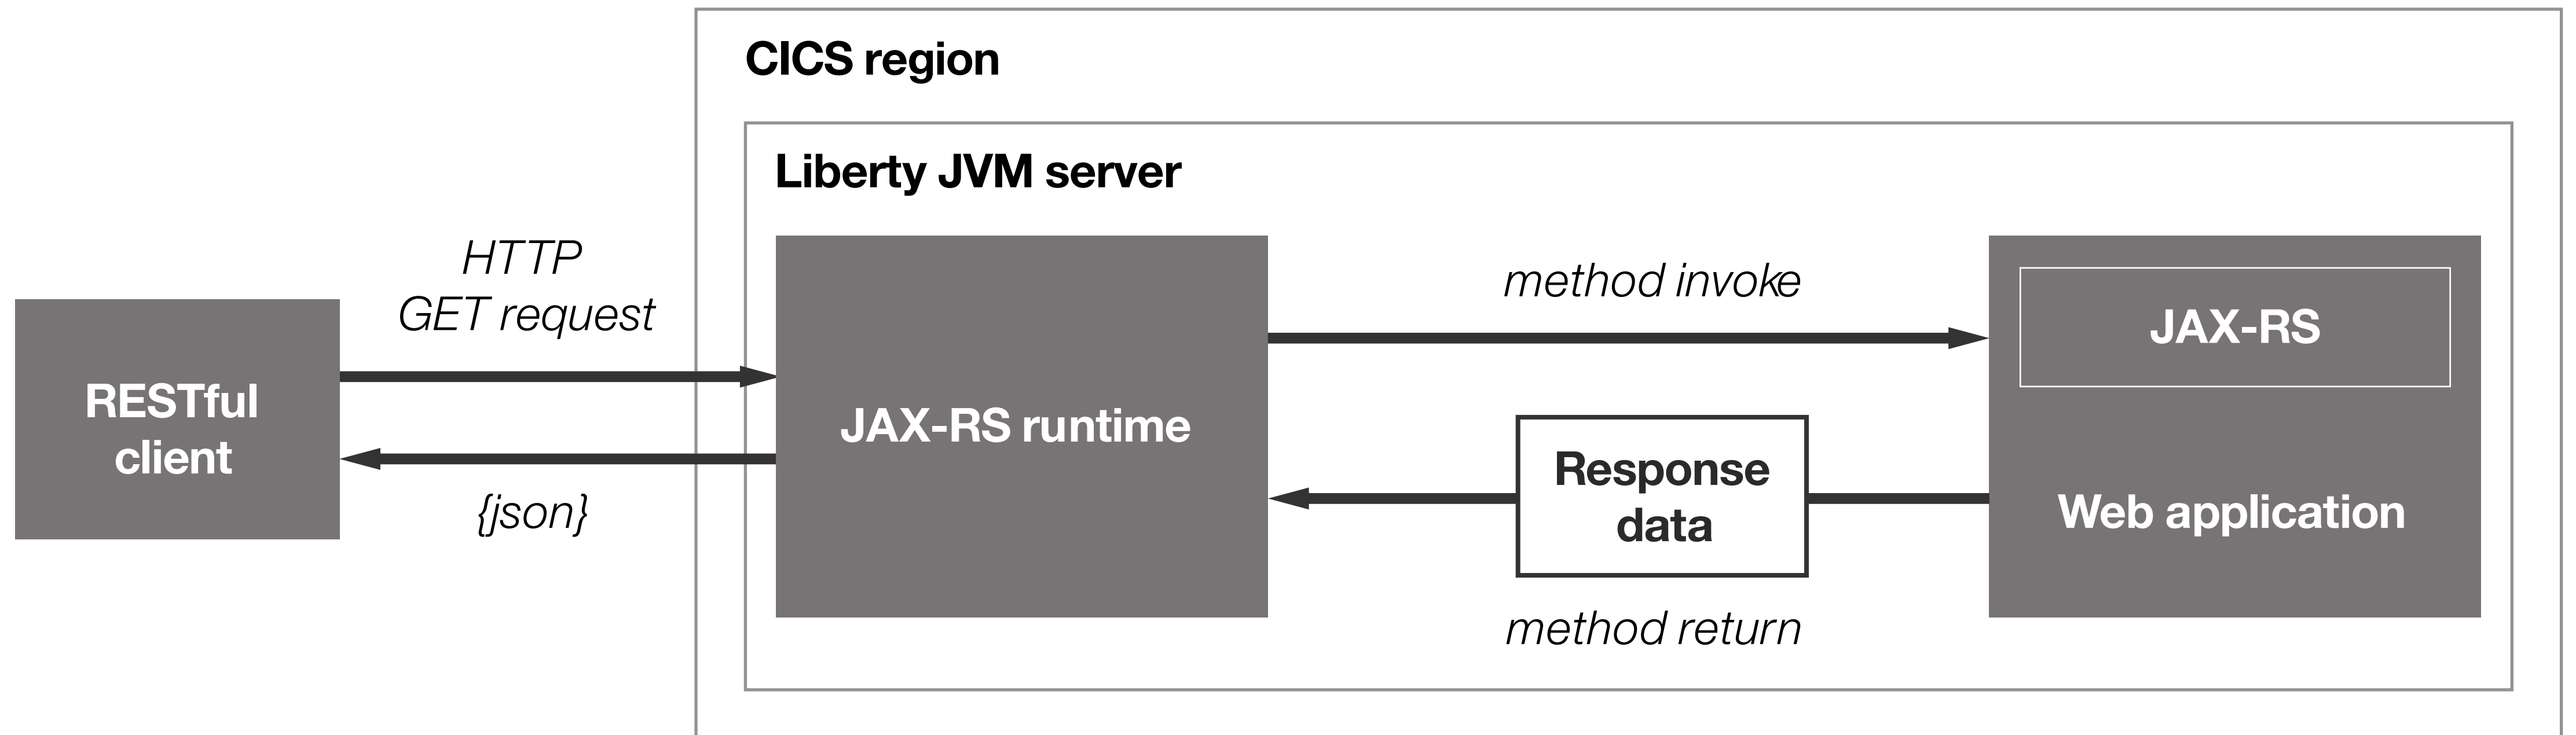 CICS region
Liberty JVM server
HTTP
GET request
RESTful
client
{json}
JAX-RS runtime
method invoke
Response
data
method return
JAX-RS
Web application